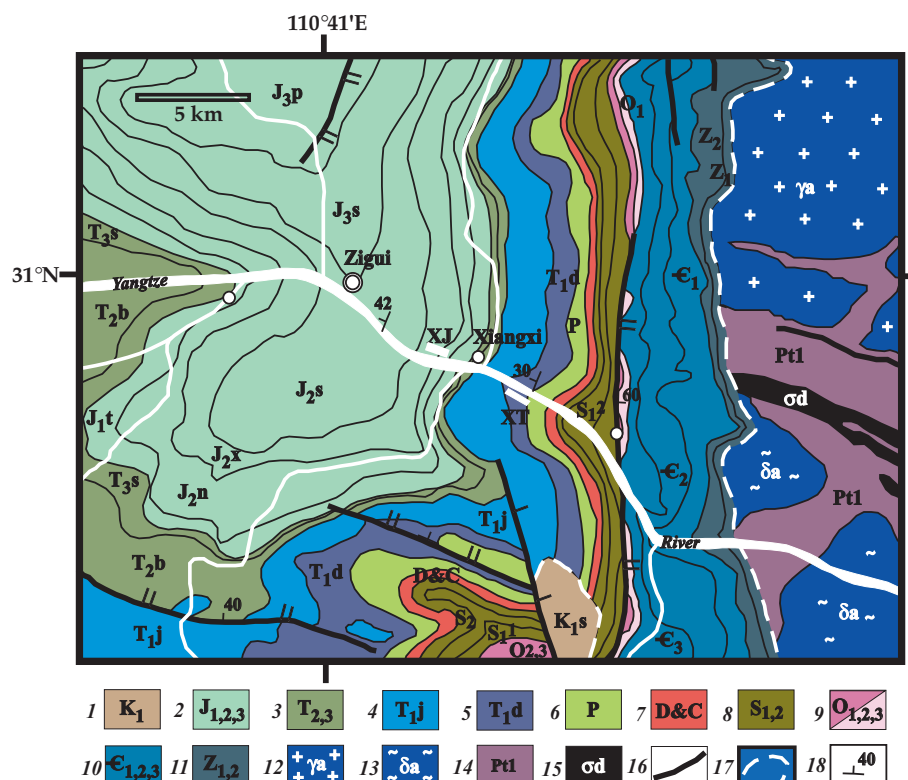 110°41'E
J3p
5 km
O1
Z2
Z1
γa
J3s
T3s
Zigui
31°N
Yangtze
Є1
T1d
T2b
42
P
XJ
Xiangxi
Pt1
30
J2s
60
σd
XT
S1²
J1t
J2x
Є2
δa
T3s
J2n
Pt1
T1j
River
T2b
T1d
D&C
40
S2
K1s
δa
T1j
S1¹
Є3
O2,3
1 K1 2 J1,2,3 3 T2,3 4 T1j 5 T1d 6 P 7 D&C 8 S1,2 9 O1,2,3
10 Є1,2,3 11 Z1,2 12 γa 13 δa 14 Pt1 15 σd 16 17 18 40